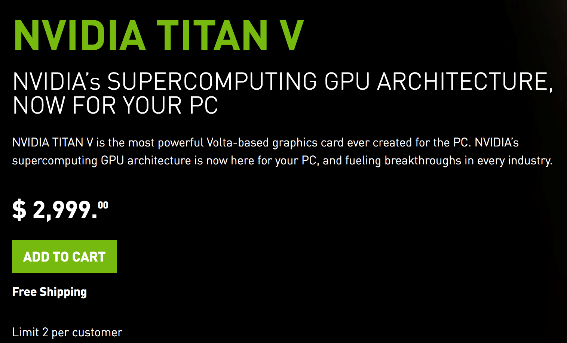 NVIDIA TITAN V
NVIDIA's SUPERCOMPUTING GPU ARCHITECTURE,
NOW FOR YOUR PC
NVIDIA TITAN V is the most powerful Volta-based graphics card ever created for the PC. NVIDIA's
supercomputing GPU architecture is now here for your PC, and fueling breakthroughs in every industry.
$ 2,999.00
ADD TO CART
Free Shipping
Limit 2 per customer